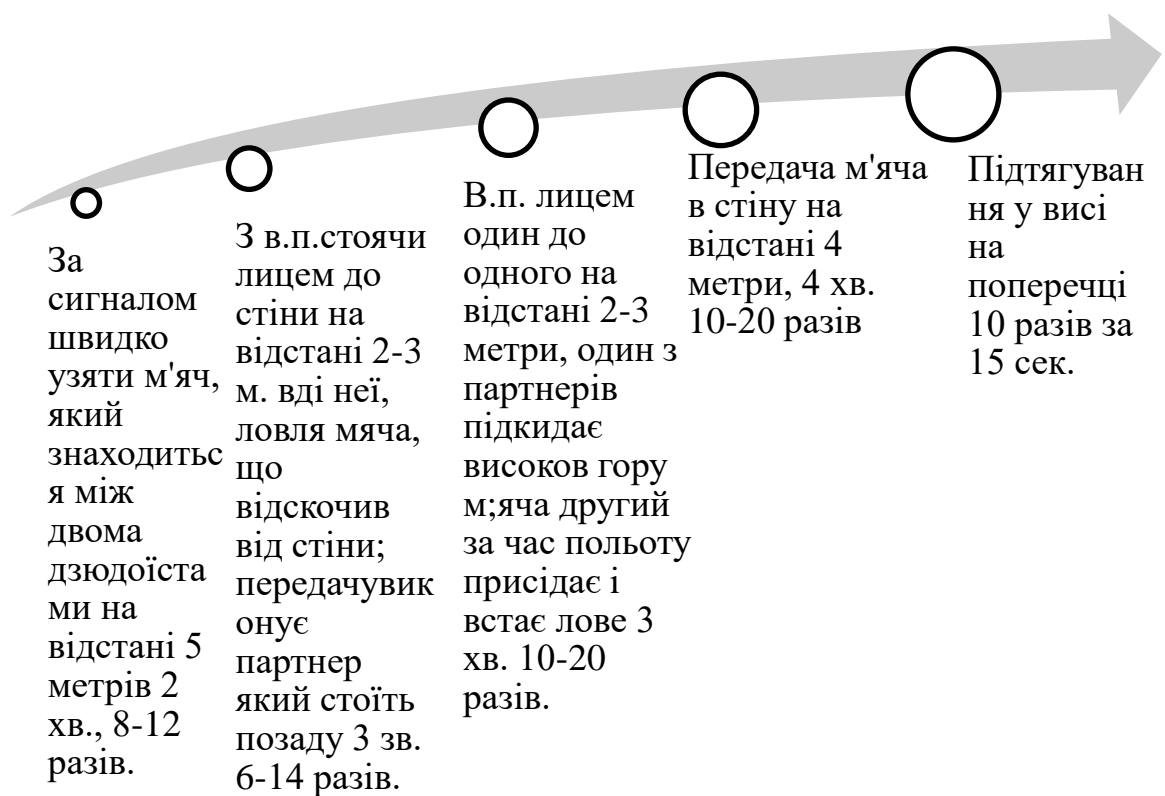 За
сигналом
швидко
узяти м'яч,
який
знаходитьс
я між
двома
дзюдоїста
ми на
відстані 5
метрів 2
хв., 8-12
разів.
З в.п.стоячи
лицем до
стіни на
відстані 2-3
м. вді неї,
ловля мяча,
що
відскочив
від стіни;
передачувик
онує
партнер
який стоїть
позаду 3 зв.
6-14 разів.
В.п. лицем
один до
одного на
відстані 2-3
метри, один з
партнерів
підкидає
високов гору
м;яча другий
за час польоту
присідає і
встає лове 3
хв. 10-20
разів.
Передача м'яча
в стіну на
відстані 4
метри, 4 хв.
10-20 разів
Підтягуван
ня у висі
на
поперечці
10 разів за
15 сек.